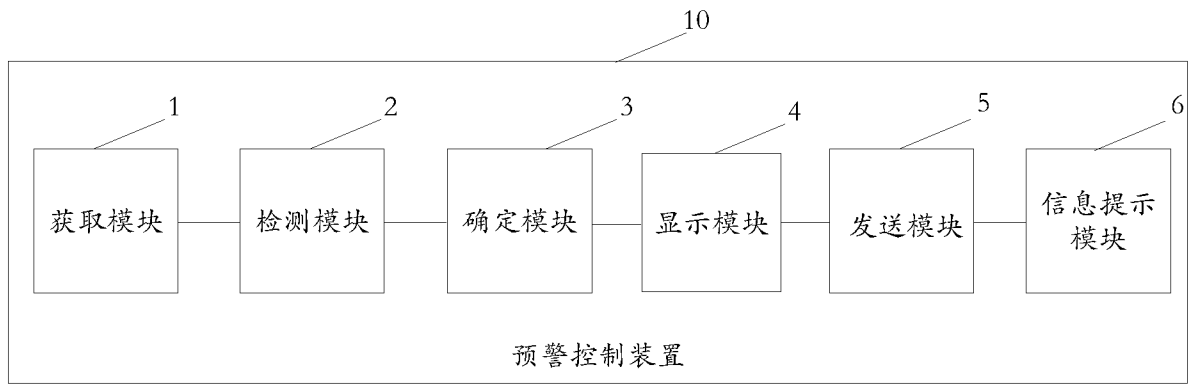 10
1
2
3
4
5
6
获取模块
检测模块
确定模块
显示模块
发送模块
信息提示
模块
预警控制装置